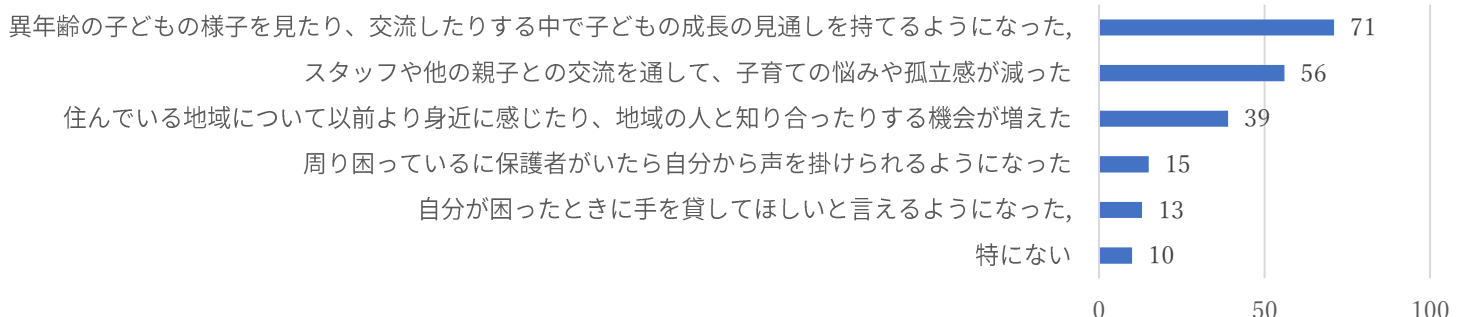 異年齢の子どもの様子を見たり、交流したりする中で子どもの成長の見通しを持てるようになった, 71
スタッフや他の親子との交流を通して、子育ての悩みや孤立感が減った 56
住んでいる地域について以前より身近に感じたり、地域の人と知り合ったりする機会が増えた 39
周り困っているに保護者がいたら自分から声を掛けられるようになった 15
自分が困ったときに手を貸してほしいと言えるようになった, 13
特にない 10
0 50 100